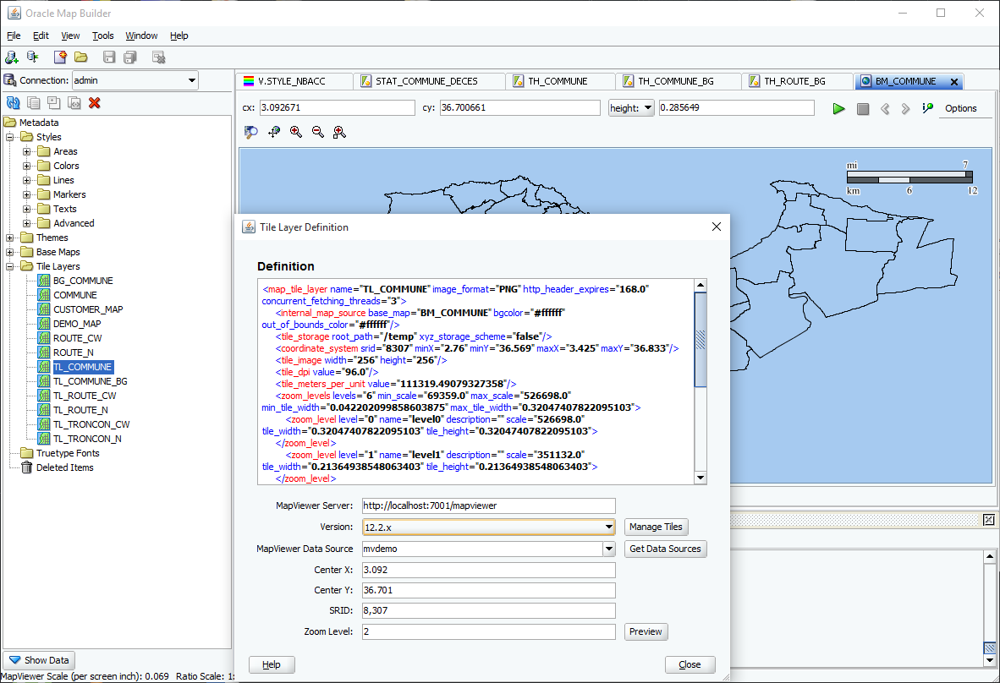 Oracle Map Builder
File Edit View Tools Window Help
Connection: admin
Metadata
Styles
Areas
Colors
Lines
Markers
Texts
Advanced
Themes
Base Maps
Tile Layers
BG_COMMUNE
COMMUNE
CUSTOMER_MAP
DEMO_MAP
ROUTE_CW
ROUTE_N
TL_COMMUNE
TL_COMMUNE_BG
TL_ROUTE_CW
TL_ROUTE_N
TL_TRONCON_CW
TL_TRONCON_N
Truetype Fonts
Deleted Items
Show Data
MapViewer Scale (per screen inch): 0.069 Ratio Scale: 1:
V.STYLE_NBACC STAT_COMMUNE_DECES TH_COMMUNE TH_COMMUNE_BG TH_ROUTE_BG BM_COMMUNE
cx: 3.092671 cy: 36.700661 height: 0.285649 Options
mi 7
km 6 12
Tile Layer Definition
Definition
<map_tile_layer name="TL_COMMUNE" image_format="PNG" http_header_expires="168.0"
concurrent_fetching_threads="3">
<internal_map_source base_map="BM_COMMUNE" bgcolor="#ffffff"
out_of_bounds_color="#ffffff"/>
<tile_storage root_path="/temp" xyz_storage_scheme="false"/>
<coordinate_system srid="8307" minX="2.76" minY="36.569" maxX="3.425" maxY="36.833"/>
<tile_image width="256" height="256"/>
<tile_dpi value="96.0"/>
<tile_meters_per_unit value="111319.49079327358"/>
<zoom_levels levels="6" min_scale="69359.0" max_scale="526698.0"
min_tile_width="0.042202099858603875" max_tile_width="0.32047407822095103">
<zoom_level level="0" name="level0" description="" scale="526698.0"
tile_width="0.32047407822095103" tile_height="0.32047407822095103">
</zoom_level>
<zoom_level level="1" name="level1" description="" scale="351132.0"
tile_width="0.21364938548063403" tile_height="0.21364938548063403">
</zoom_level>
MapViewer Server: http://localhost:7001/mapviewer
Version: 12.2.x Manage Tiles
MapViewer Data Source mvdemo Get Data Sources
Center X: 3.092
Center Y: 36.701
SRID: 8,307
Zoom Level: 2 Preview
Help Close